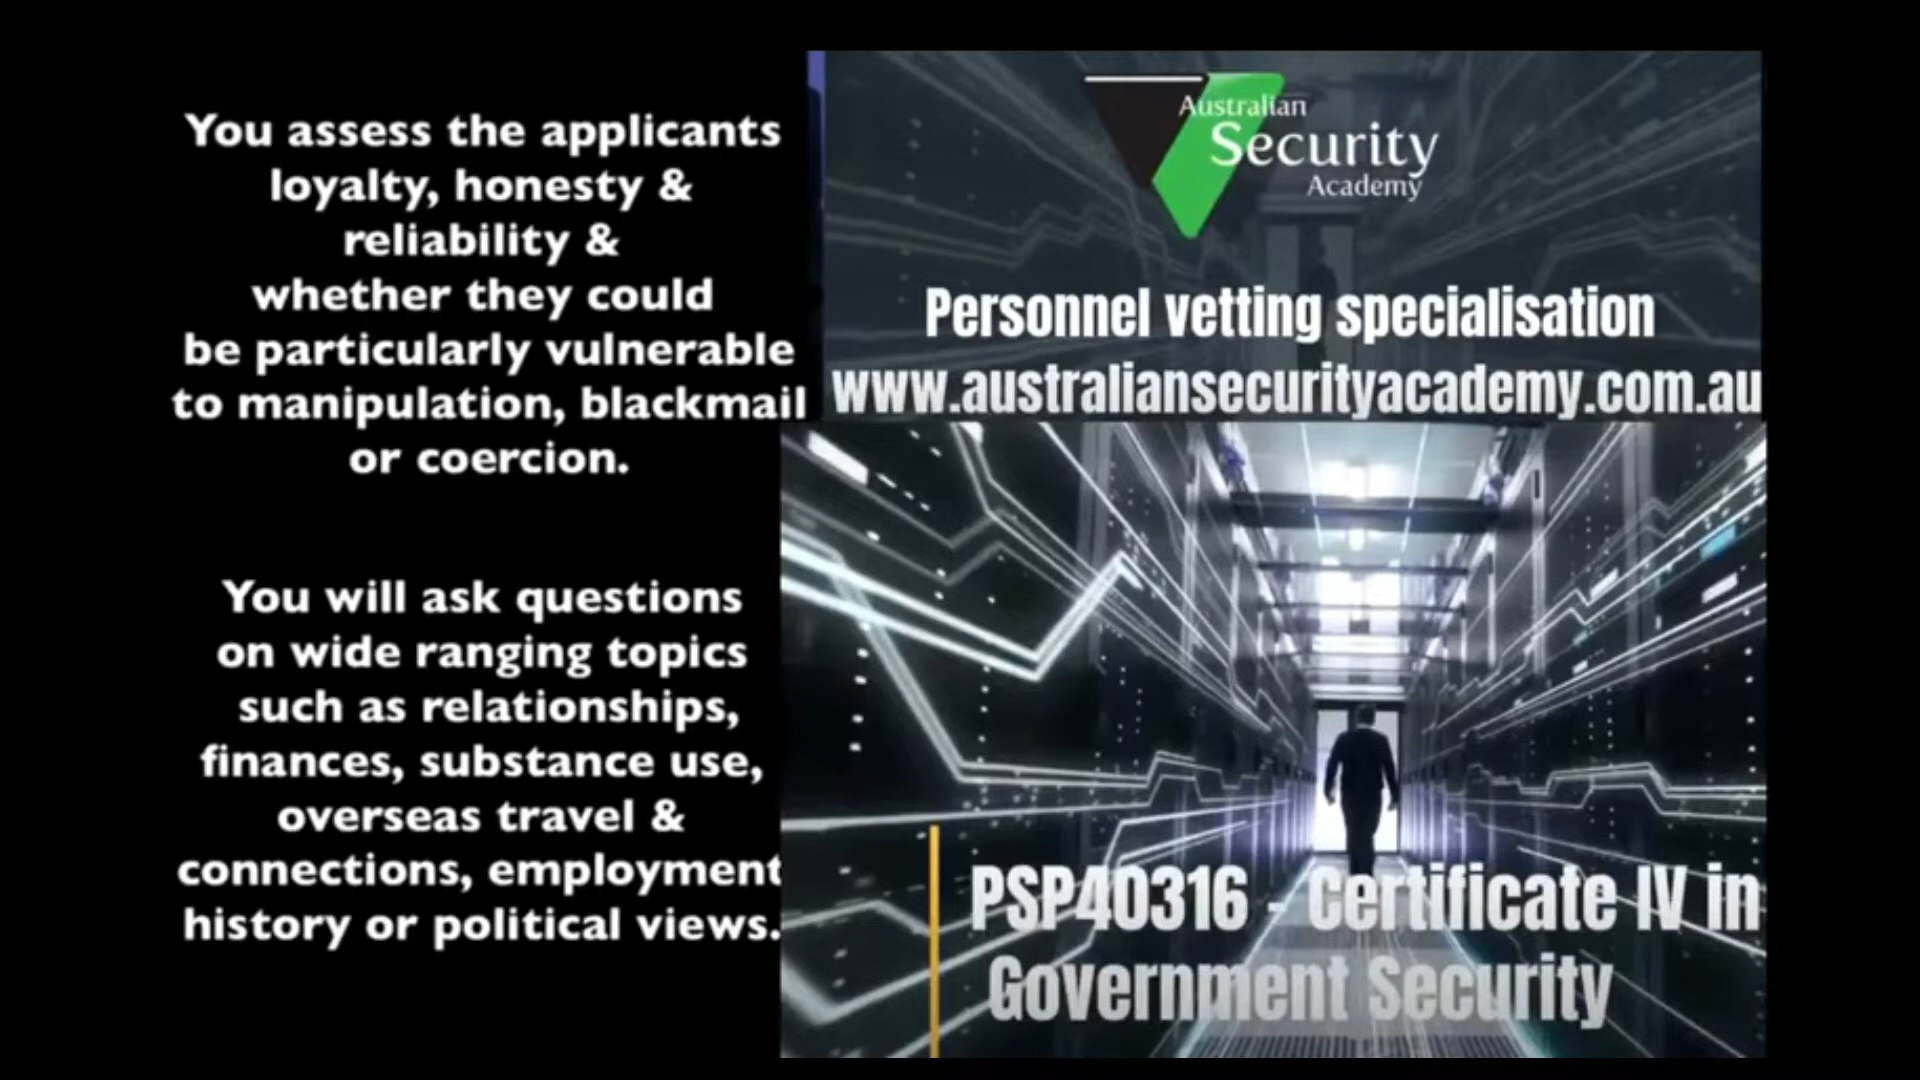 You assess the applicants
loyalty, honesty &
reliability &
whether they could
be particularly vulnerable
to manipulation, blackmail
or coercion.
You will ask questions
on wide ranging topics
such as relationships,
finances, substance use,
overseas travel &
connections, employment
history or political views.
Australian
Security
Academy
Personnel vetting specialisation
www.australiansecurityacademy.com.au
PSP40316 - Certificate IV in
Government Security